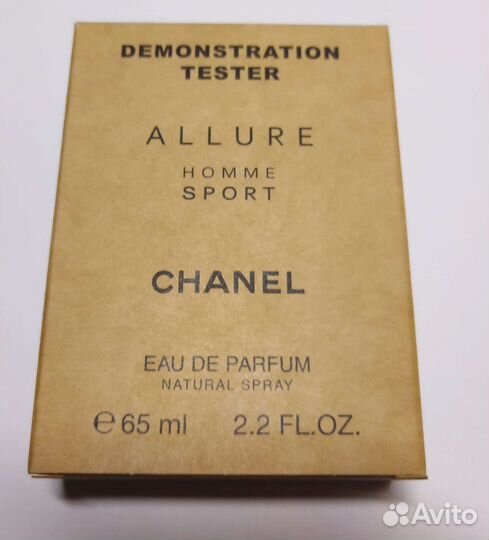 DEMONSTRATION
TESTER
ALLURE
HOMME
SPORT
CHANEL
EAU DE PARFUM
NATURAL SPRAY
℮ 65 ml 2.2 FL.OZ.
Avito